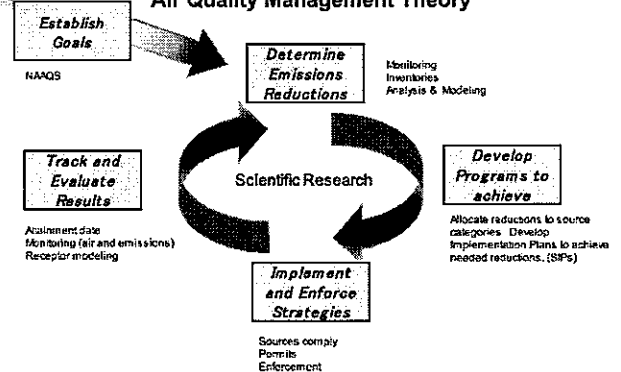 Air Quality Management Theory
Establish
Goals
NAAQS
Determine
Emissions
Reductions
Monitoring
Inventories
Analysis & Modeling
Develop
Programs to
achieve
Allocate reductions to source
categories Develop
Implementation Plans to achieve
needed reductions. (SIPs)
Implement
and Enforce
Strategies
Sources comply
Permits
Enforcement
Track and
Evaluate
Results
Attainment date
Monitoring (air and emissions)
Receptor modeling
Scientific Research